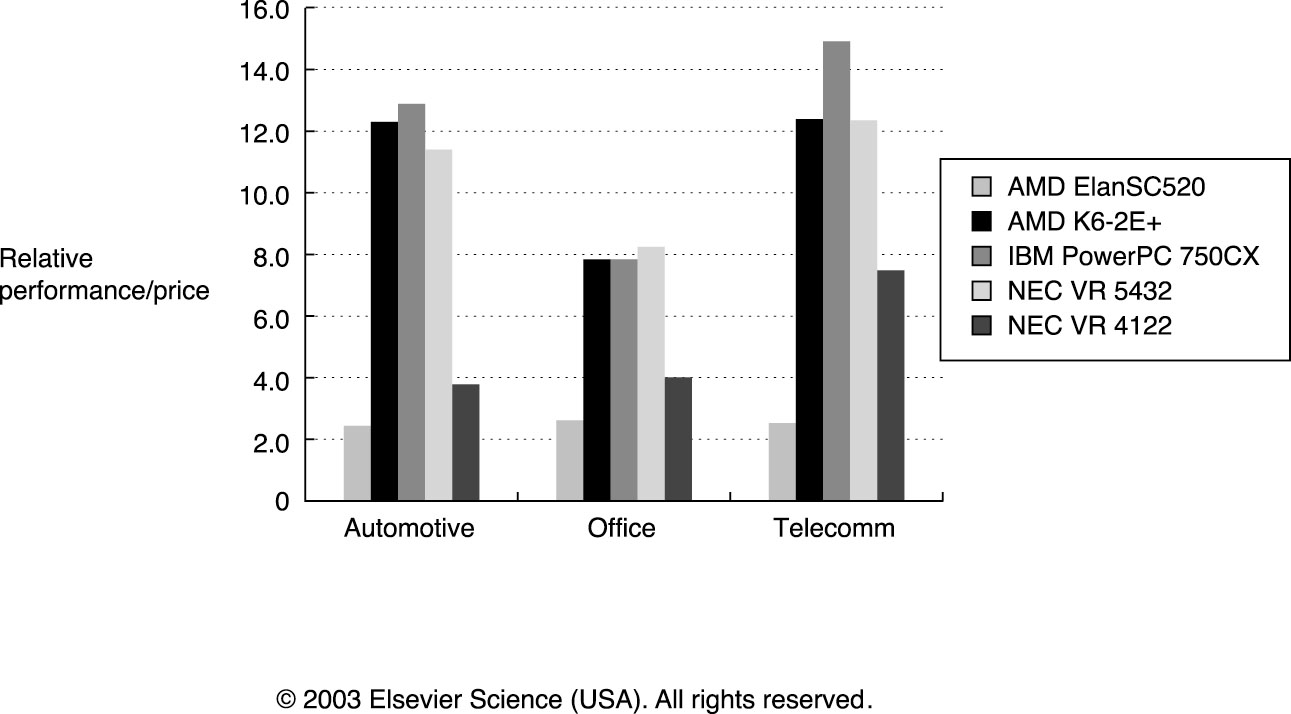 16.0
14.0
12.0
10.0
8.0
6.0
4.0
2.0
0
Relative
performance/price
Automotive
Office
Telecomm
AMD ElanSC520
AMD K6-2E+
IBM PowerPC 750CX
NEC VR 5432
NEC VR 4122
© 2003 Elsevier Science (USA). All rights reserved.